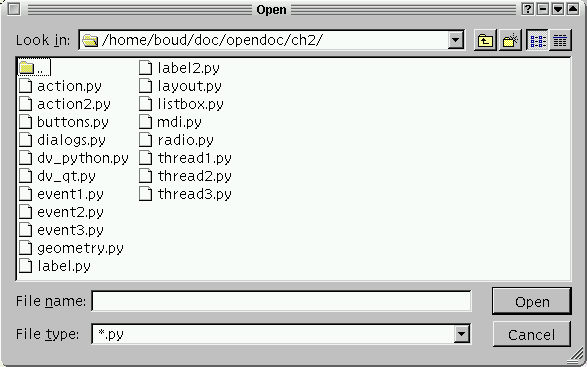 Open
Look in: /home/boud/doc/opendoc/ch2/
..
action.py
action2.py
buttons.py
dialogs.py
dv_python.py
dv_qt.py
event1.py
event2.py
event3.py
geometry.py
label.py
label2.py
layout.py
listbox.py
mdi.py
radio.py
thread1.py
thread2.py
thread3.py
File name:
Open
File type: *.py
Cancel